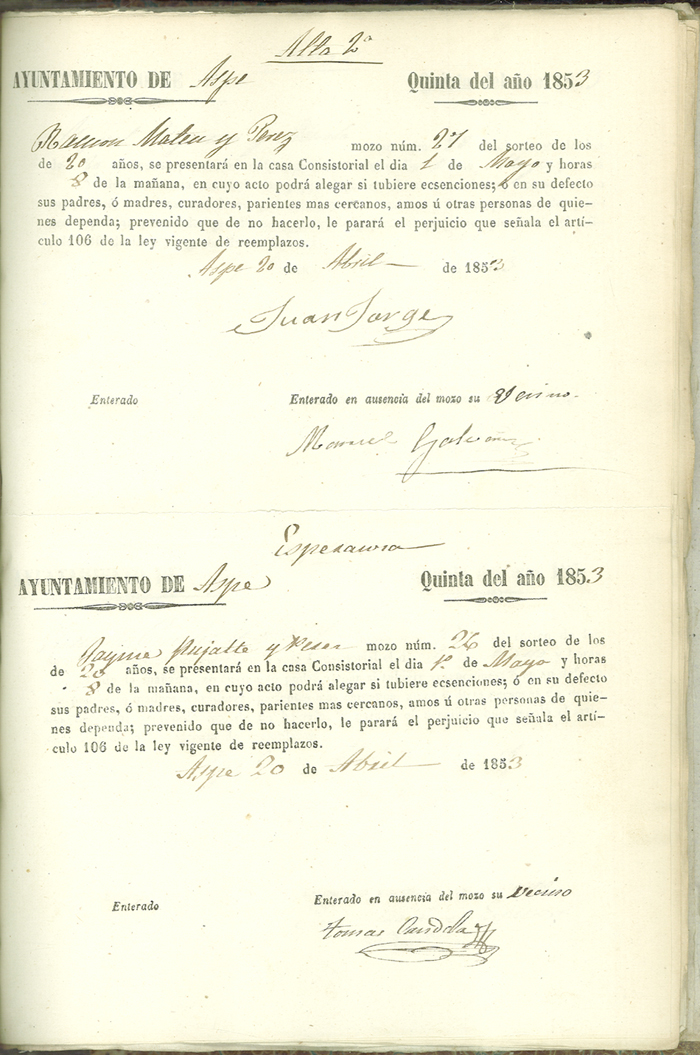 Alta 2ª
AYUNTAMIENTO DE Aspe Quinta del año 1853
Ramon Mateu y Perez mozo núm. 27 del sorteo de los
de 20 años, se presentará en la casa Consistorial el dia 1 de Mayo y horas
8 de la mañana, en cuyo acto podrá alegar si tubiere ecsenciones; ó en su defecto
sus padres, ó madres, curadores, parientes mas cercanos, amos ú otras personas de quie-
nes dependa; prevenido que de no hacerlo, le parará el perjuicio que señala el artí-
culo 106 de la ley vigente de reemplazos.
Aspe 20 de Abril de 1853
Juan Jorge
Enterado Enterado en ausencia del mozo su Vecino.
Manuel Galvañ
Esperanza
AYUNTAMIENTO DE Aspe Quinta del año 1853
Jayme Pujalte y mozo núm. 26 del sorteo de los
de 20 años, se presentará en la casa Consistorial el dia 1º de Mayo y horas
8 de la mañana, en cuyo acto podrá alegar si tubiere ecsenciones; ó en su defecto
sus padres, ó madres, curadores, parientes mas cercanos, amos ú otras personas de quie-
nes dependa; prevenido que de no hacerlo, le parará el perjuicio que señala el artí-
culo 106 de la ley vigente de reemplazos.
Aspe 20 de Abril de 1853
Enterado Enterado en ausencia del mozo su Vecino
tomas Candela